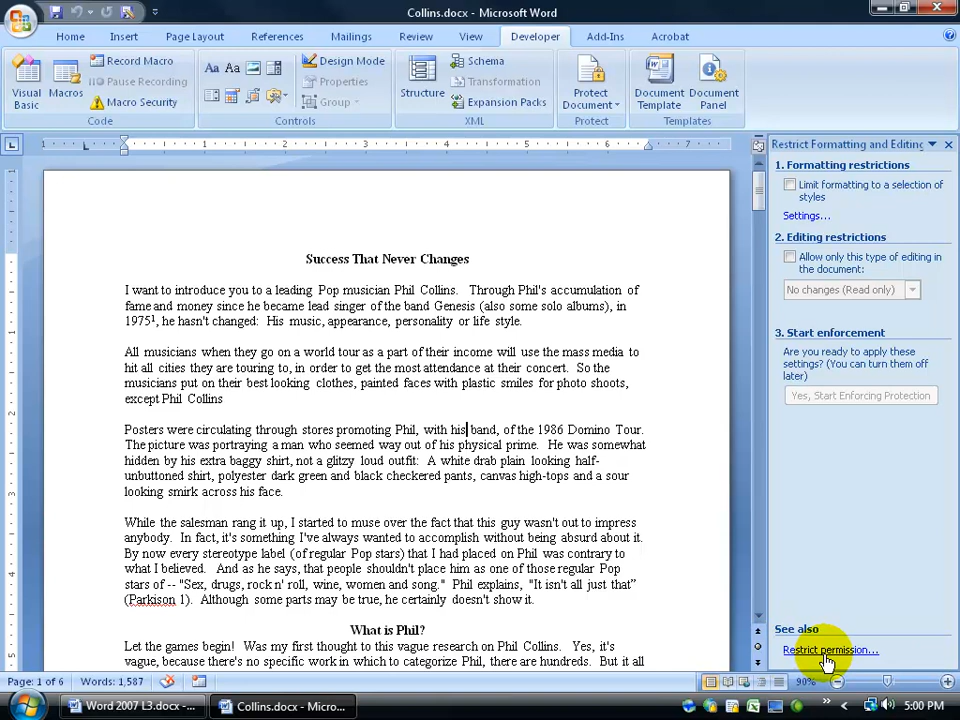 Collins.docx - Microsoft Word
Home Insert Page Layout References Mailings Review View Developer Add-Ins Acrobat
Visual Basic
Macros
Record Macro
Pause Recording
Macro Security
Code
Aa Aa
Design Mode
Properties
Group
Controls
Structure
Schema
Transformation
Expansion Packs
XML
Protect Document
Protect
Document Template
Document Panel
Templates
1 1 2 3 4 5 6 7
Restrict Formatting and Editing
1. Formatting restrictions
Limit formatting to a selection of
styles
Settings...
2. Editing restrictions
Allow only this type of editing in
the document:
No changes (Read only)
3. Start enforcement
Are you ready to apply these
settings? (You can turn them off
later)
Yes, Start Enforcing Protection
See also
Restrict permission...
Success That Never Changes
I want to introduce you to a leading Pop musician Phil Collins. Through Phil's accumulation of
fame and money since he became lead singer of the band Genesis (also some solo albums), in
1975¹, he hasn't changed: His music, appearance, personality or life style.
All musicians when they go on a world tour as a part of their income will use the mass media to
hit all cities they are touring to, in order to get the most attendance at their concert. So the
musicians put on their best looking clothes, painted faces with plastic smiles for photo shoots,
except Phil Collins
Posters were circulating through stores promoting Phil, with his band, of the 1986 Domino Tour.
The picture was portraying a man who seemed way out of his physical prime. He was somewhat
hidden by his extra baggy shirt, not a glitzy loud outfit: A white drab plain looking half-
unbuttoned shirt, polyester dark green and black checkered pants, canvas high-tops and a sour
looking smirk across his face.
While the salesman rang it up, I started to muse over the fact that this guy wasn't out to impress
anybody. In fact, it's something I've always wanted to accomplish without being absurd about it.
By now every stereotype label (of regular Pop stars) that I had placed on Phil was contrary to
what I believed. And as he says, that people shouldn't place him as one of those regular Pop
stars of -- "Sex, drugs, rock n' roll, wine, women and song." Phil explains, "It isn't all just that"
(Parkison 1). Although some parts may be true, he certainly doesn't show it.
What is Phil?
Let the games begin! Was my first thought to this vague research on Phil Collins. Yes, it's
vague, because there's no specific work in which to categorize Phil, there are hundreds. But it all
Page: 1 of 6 Words: 1,587 90%
Word 2007 L3.doc -... Collins.docx - Micros... 5:00 PM